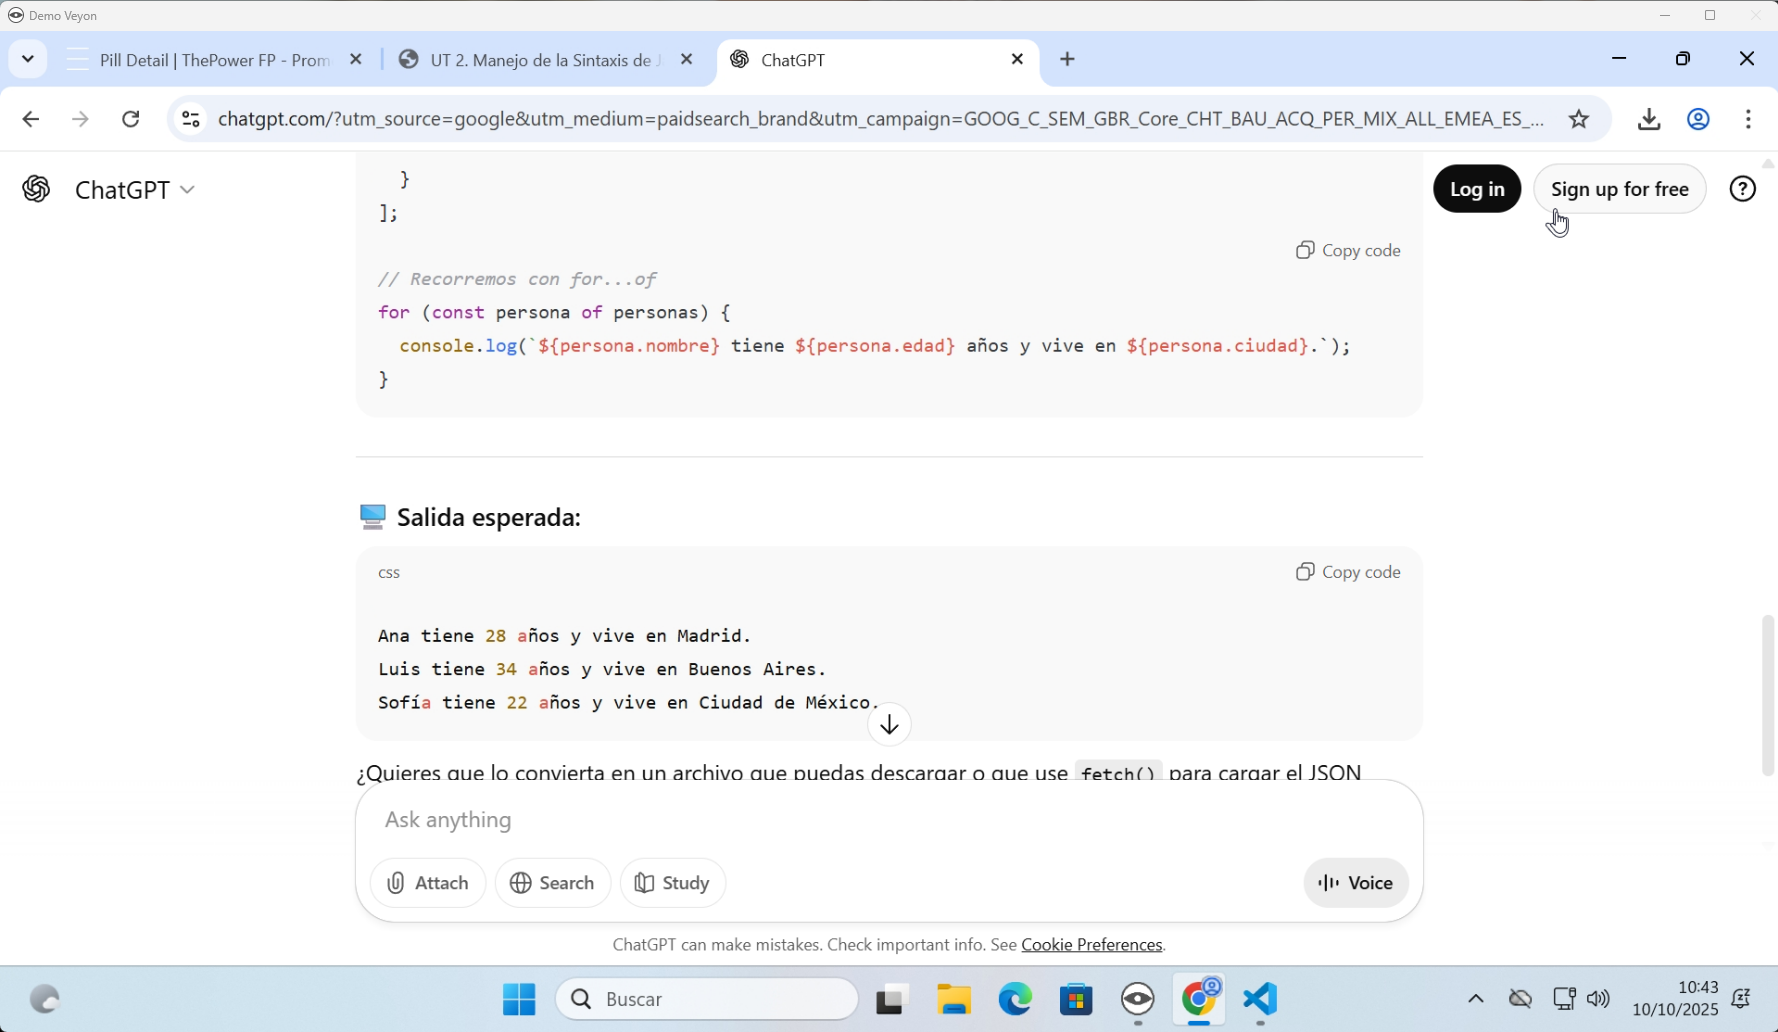 Demo Veyon
Pill Detail | ThePower FP - Prom
UT 2. Manejo de la Sintaxis de J
ChatGPT
chatgpt.com/?utm_source=google&utm_medium=paidsearch_brand&utm_campaign=GOOG_C_SEM_GBR_Core_CHT_BAU_ACQ_PER_MIX_ALL_EMEA_ES_...
ChatGPT
Log in
Sign up for free
}
];
Copy code
// Recorremos con for...of
for (const persona of personas) {
console.log(`${persona.nombre} tiene ${persona.edad} años y vive en ${persona.ciudad}.`);
}
Salida esperada:
css
Copy code
Ana tiene 28 años y vive en Madrid.
Luis tiene 34 años y vive en Buenos Aires.
Sofía tiene 22 años y vive en Ciudad de México.
¿Quieres que lo convierta en un archivo que puedas descargar o que use fetch() para cargar el JSON
Ask anything
Attach
Search
Study
Voice
ChatGPT can make mistakes. Check important info. See Cookie Preferences.
Buscar
10:43
10/10/2025